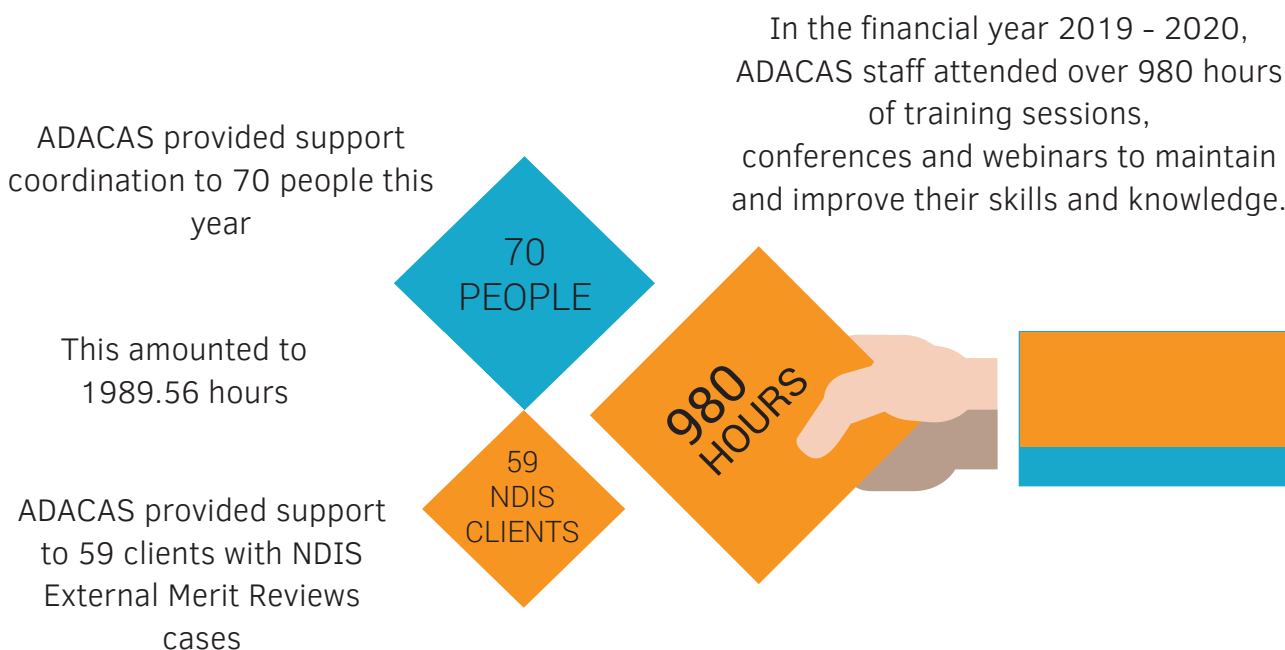 In the financial year 2019 - 2020,
ADACAS staff attended over 980 hours
of training sessions,
conferences and webinars to maintain
and improve their skills and knowledge.
ADACAS provided support
coordination to 70 people this
year
70
PEOPLE
This amounted to
1989.56 hours
980
HOURS
59
NDIS
CLIENTS
ADACAS provided support
to 59 clients with NDIS
External Merit Reviews
cases